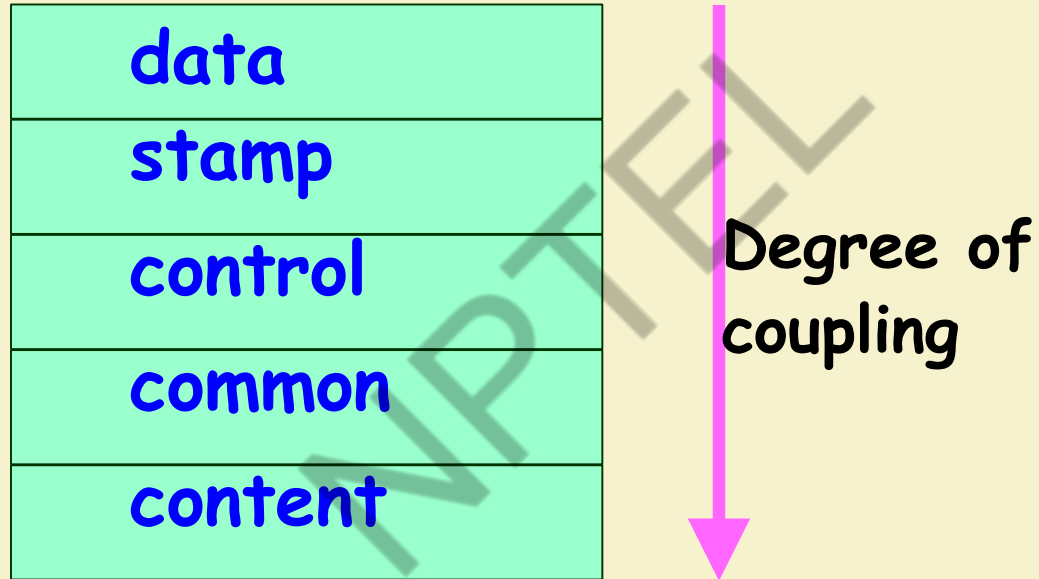 data
stamp
control
common
content
Degree of
coupling
NPTEL